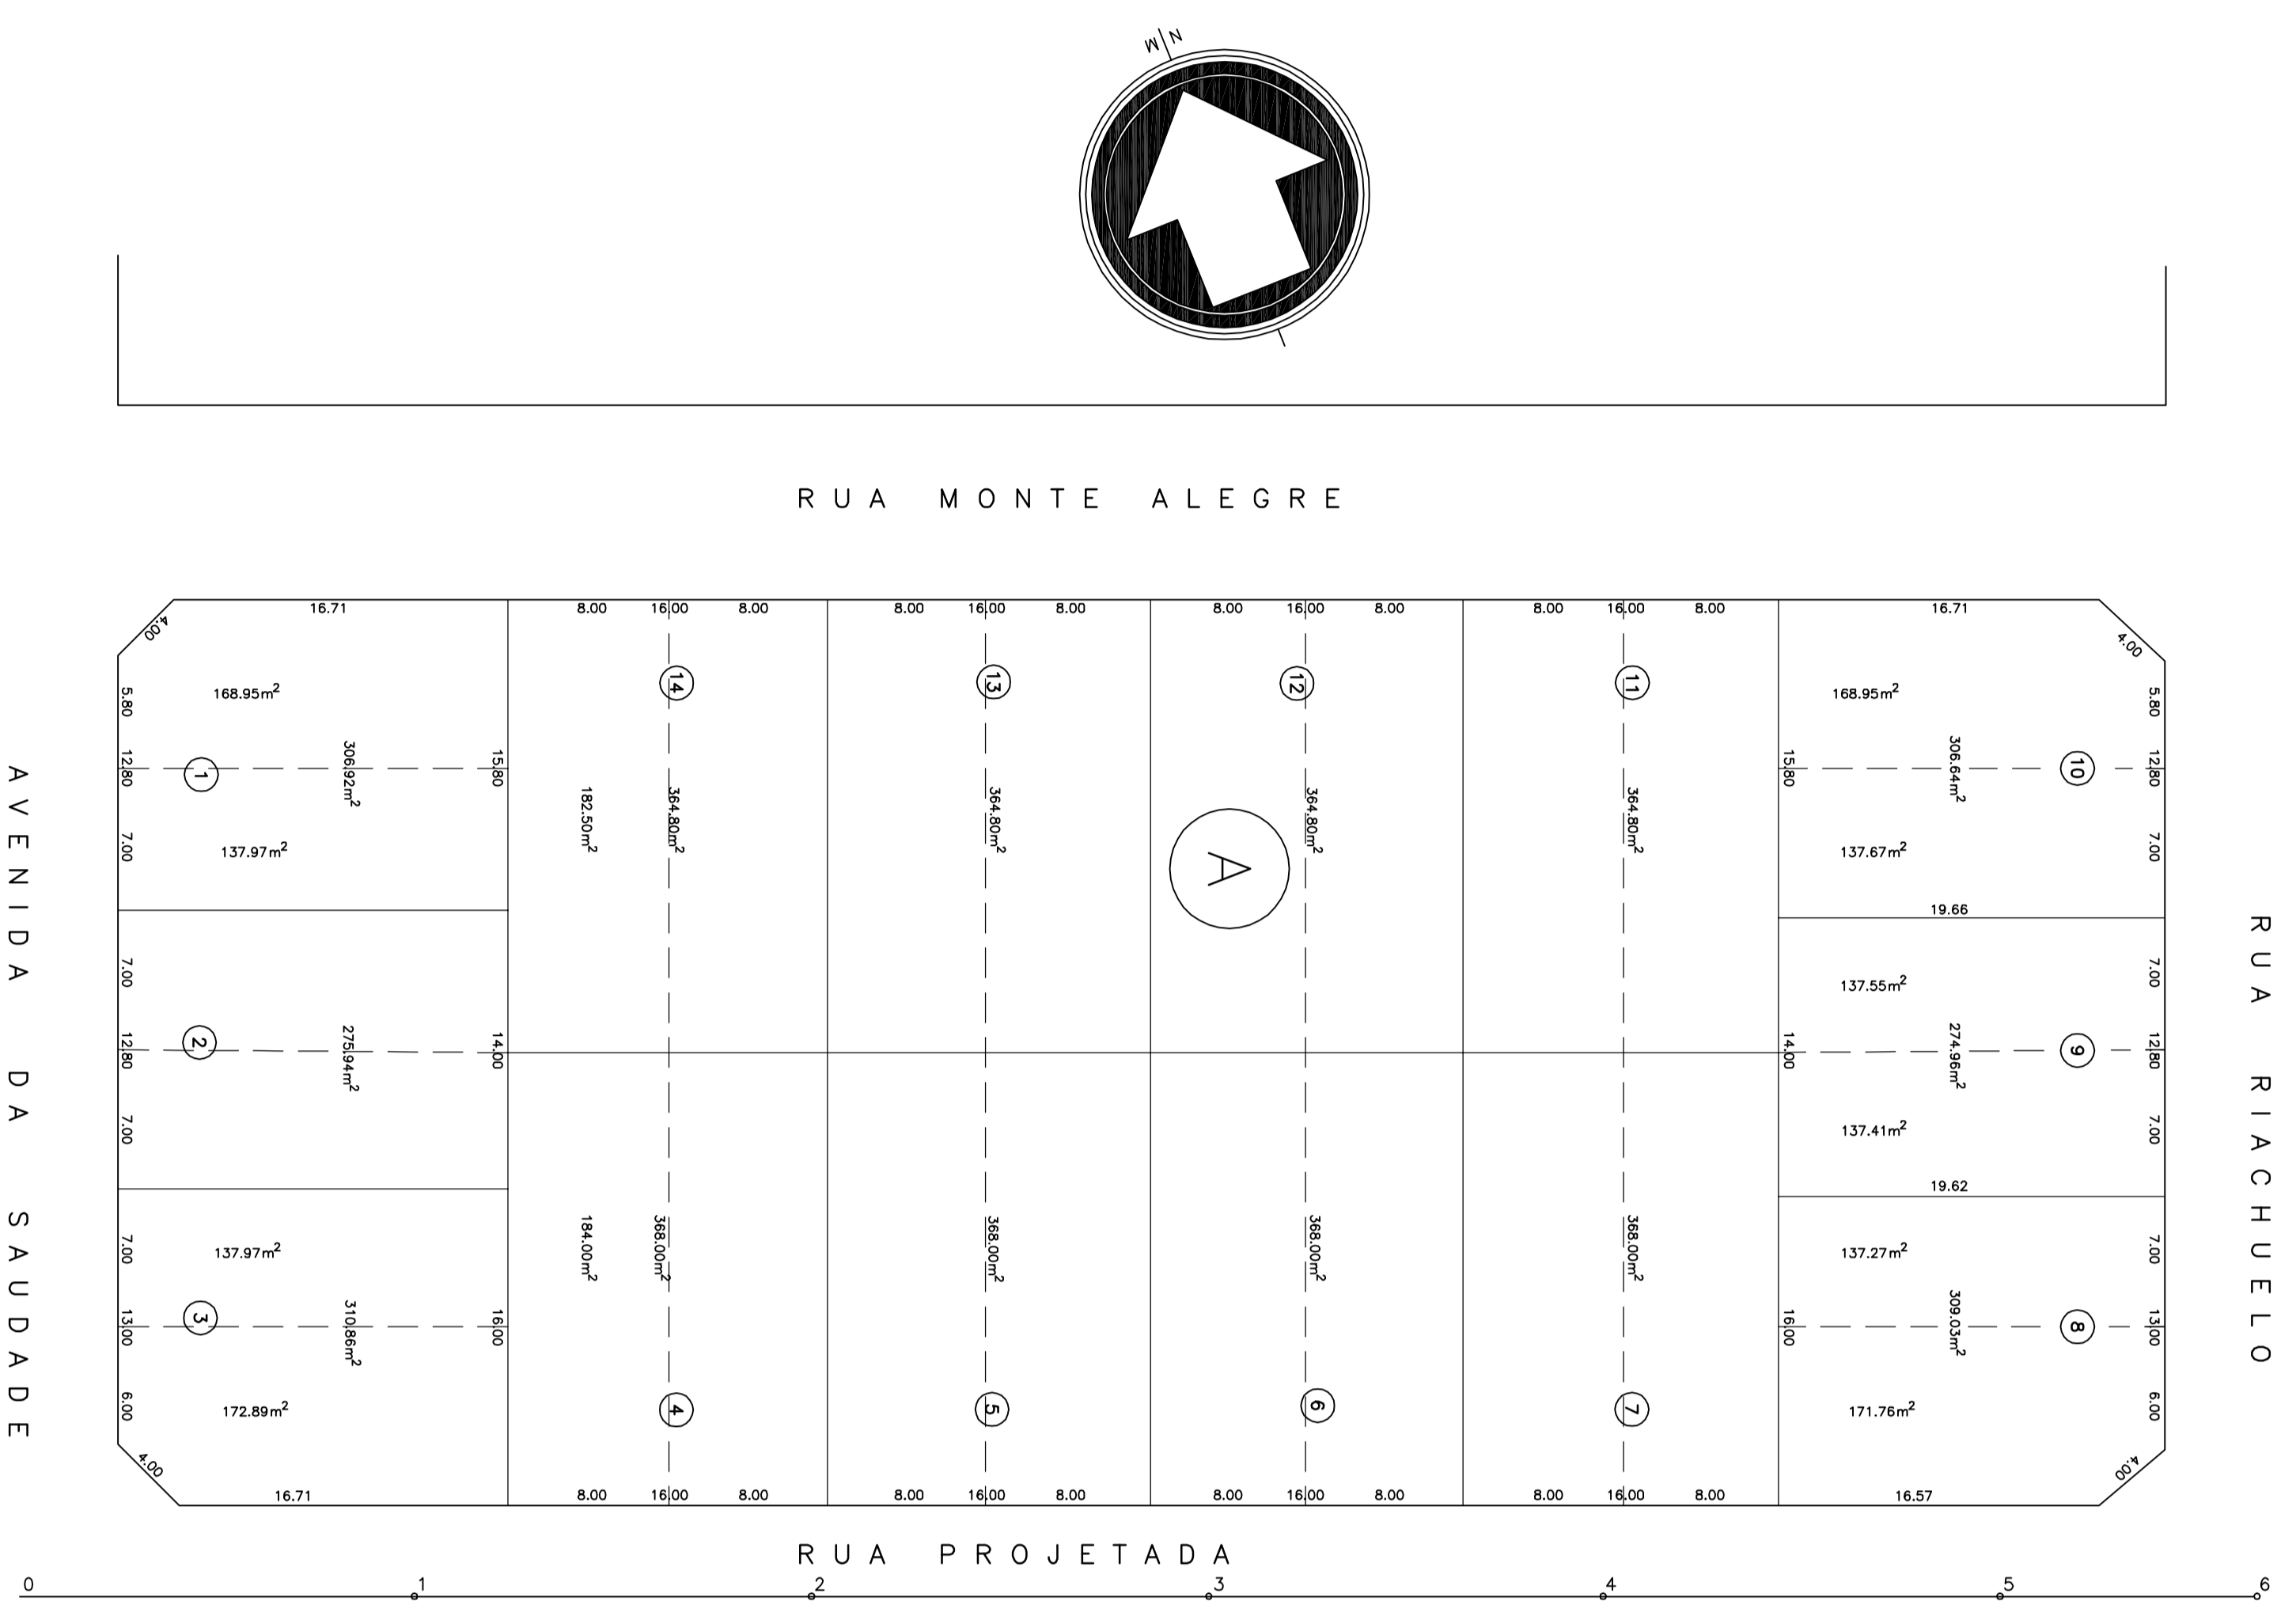 N M
RUA MONTE ALEGRE
16.71
8.00 16.00 8.00
8.00 16.00 8.00
8.00 16.00 8.00
8.00 16.00 8.00
16.71
4.00
4.00
5.80
168.95m²
14
13
12
11
168.95m²
5.80
12.80
1
306.92m²
15.80
182.50m²
364.80m²
364.80m²
364.80m²
364.80m²
15.80
306.64m²
10
12.80
7.00
137.97m²
A
137.67m²
7.00
19.66
7.00
137.55m²
7.00
12.80
2
275.94m²
14.00
14.00
274.96m²
9
12.80
7.00
137.41m²
7.00
19.62
7.00
137.97m²
184.00m²
368.00m²
368.00m²
368.00m²
368.00m²
137.27m²
7.00
13.00
3
310.86m²
16.00
16.00
309.03m²
8
13.00
6.00
172.89m²
4
5
6
7
171.76m²
6.00
4.00
4.00
16.71
8.00 16.00 8.00
8.00 16.00 8.00
8.00 16.00 8.00
8.00 16.00 8.00
16.57
AVENIDA DA SAUDADE
RUA RIACHUELO
RUA PROJETADA
0 1 2 3 4 5 6